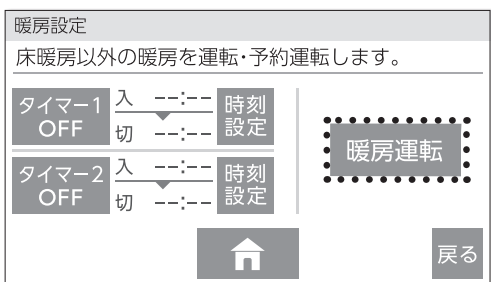 暖房設定
床暖房以外の暖房を運転･予約運転します。
タイマー1
OFF
入 --:--
切 --:--
時刻
設定
タイマー2
OFF
入 --:--
切 --:--
時刻
設定
暖房運転
戻る